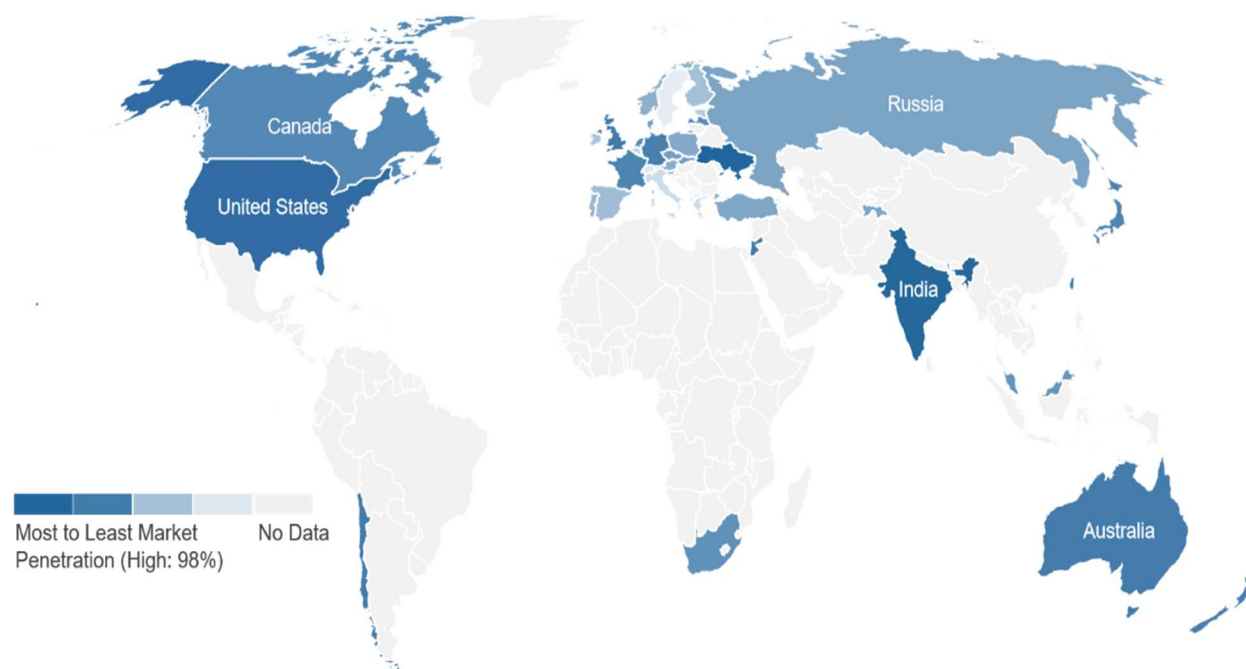 Canada
Russia
United States
India
Australia
Most to Least Market
Penetration (High: 98%)
No Data